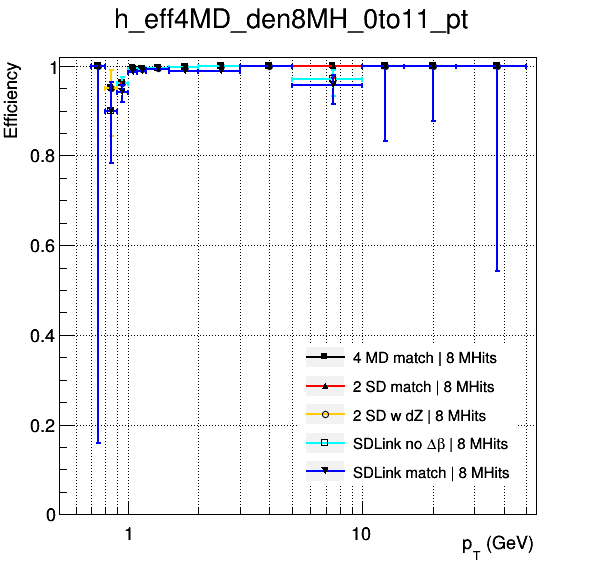 h_eff4MD_den8MH_0to11_pt
Efficiency
1
0.8
0.6
0.4
0.2
0
4 MD match | 8 MHits
2 SD match | 8 MHits
2 SD w dZ | 8 MHits
SDLink no Δβ | 8 MHits
SDLink match | 8 MHits
1
10
p_T (GeV)